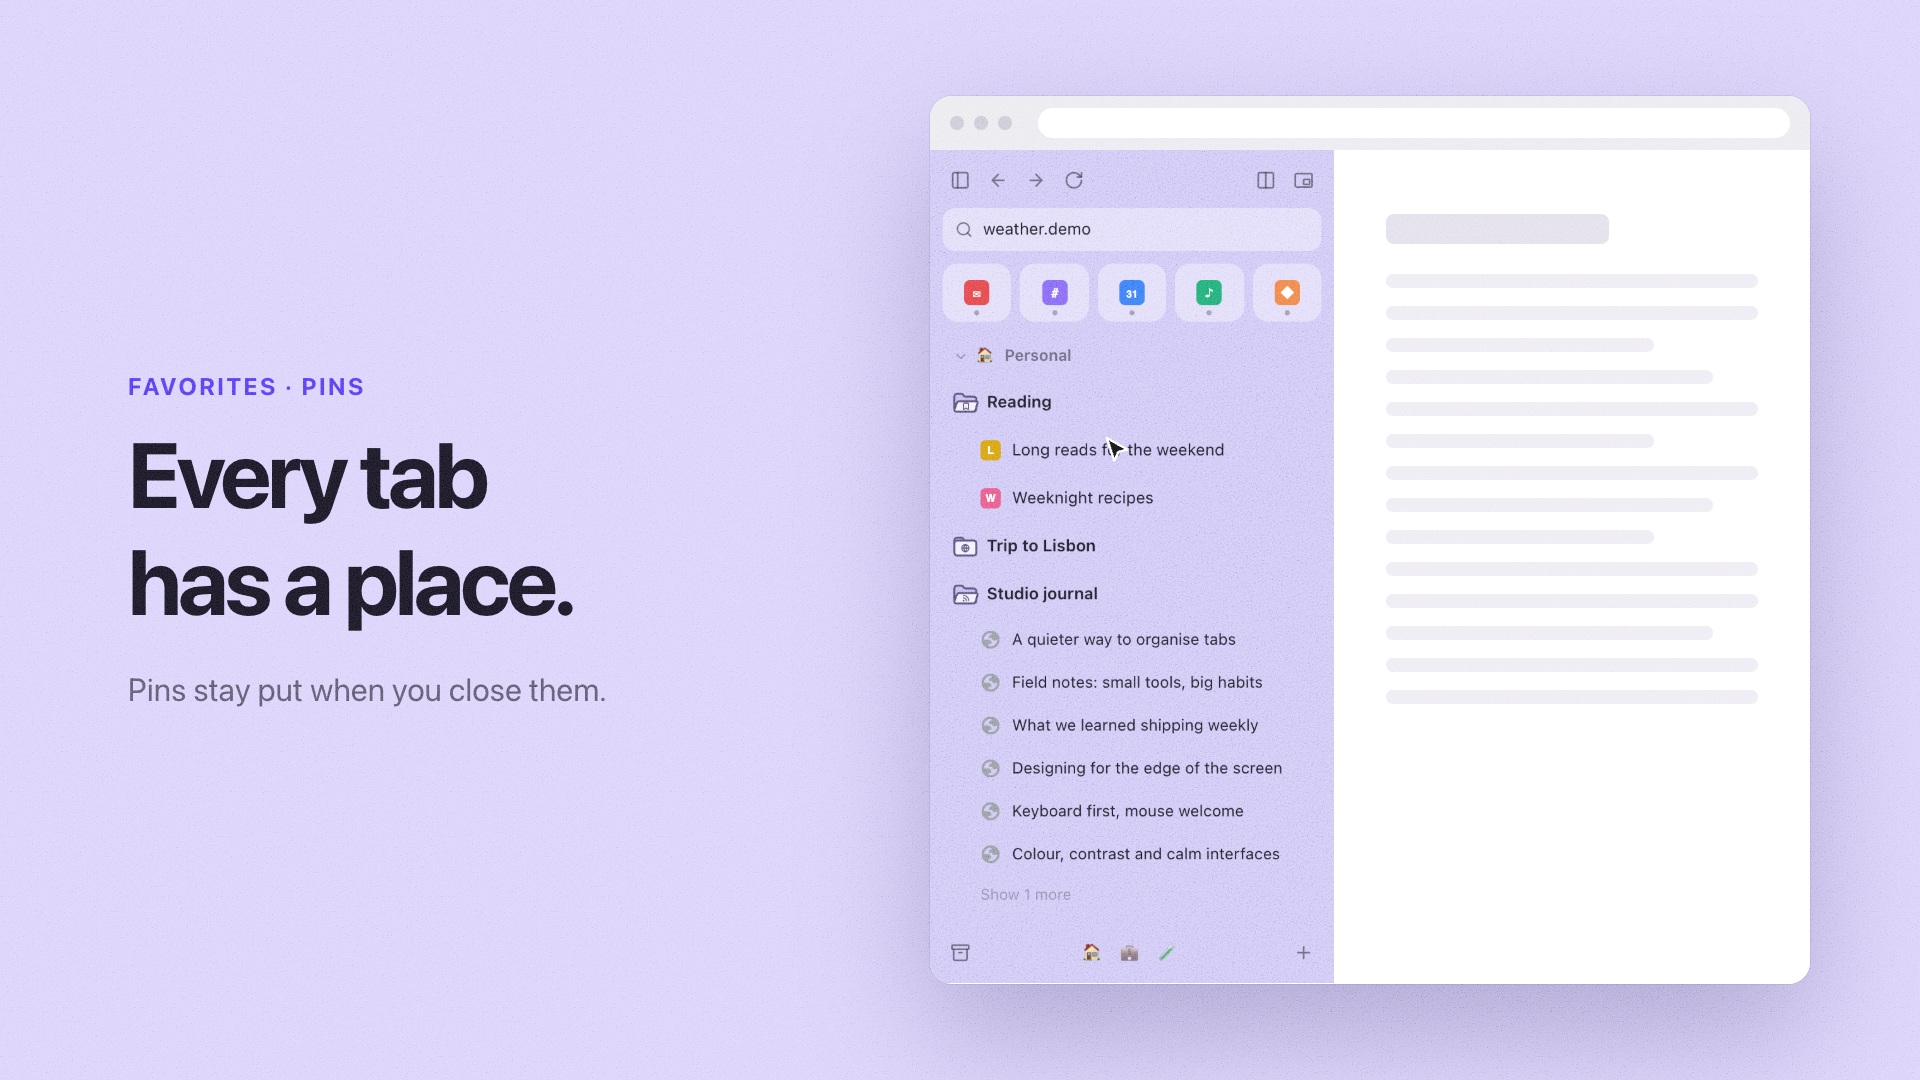 FAVORITES · PINS
Every tab
has a place.
Pins stay put when you close them.
weather.demo
#
31
Personal
Reading
L Long reads f the weekend
W Weeknight recipes
Trip to Lisbon
Studio journal
A quieter way to organise tabs
Field notes: small tools, big habits
What we learned shipping weekly
Designing for the edge of the screen
Keyboard first, mouse welcome
Colour, contrast and calm interfaces
Show 1 more